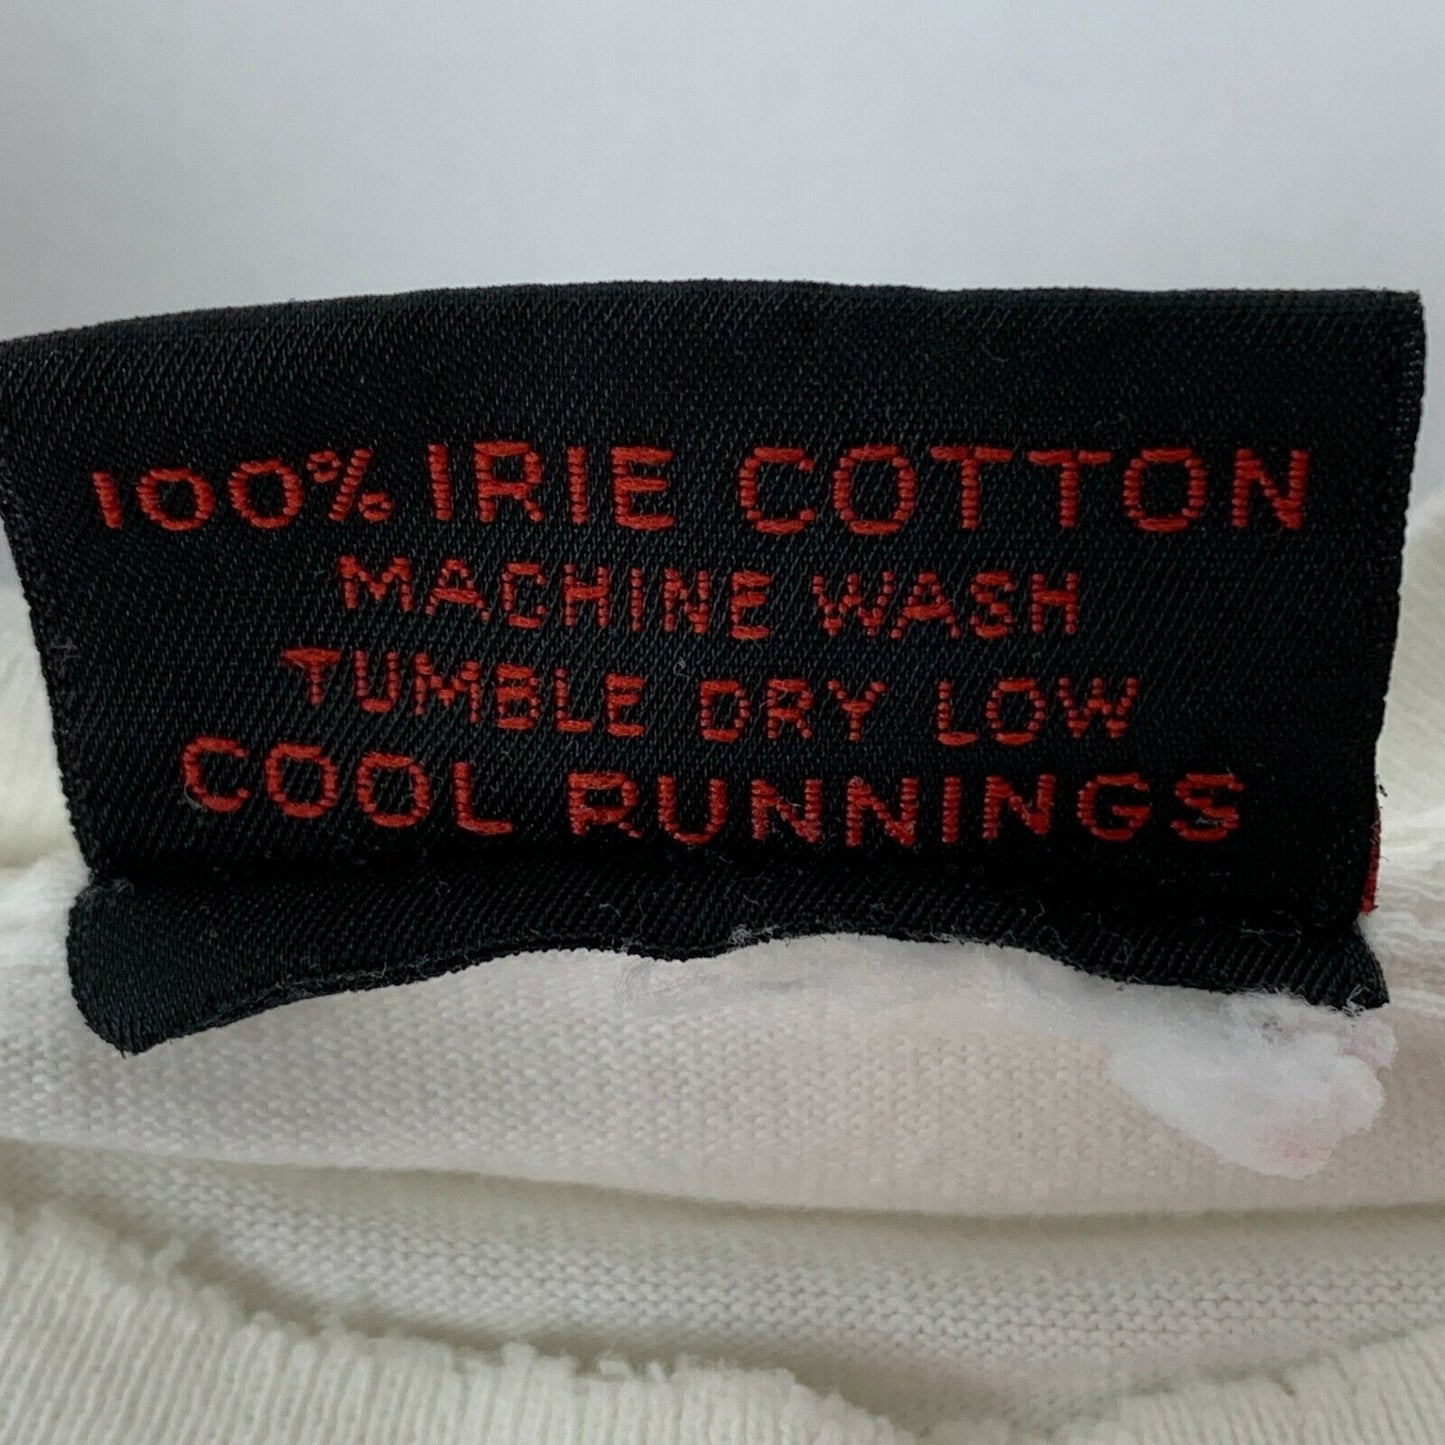 100% IRIE COTTON
MACHINE WASH
TUMBLE DRY LOW
COOL RUNNINGS